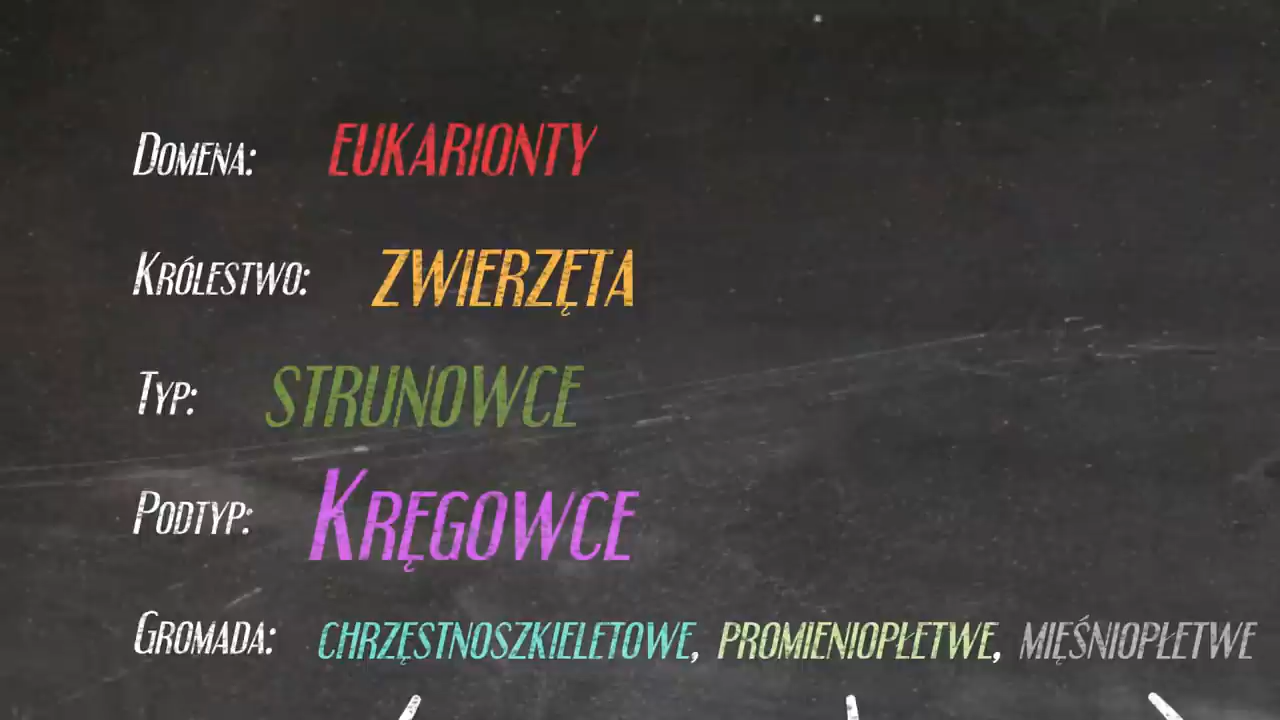 Domena: EUKARIONTY
Królestwo: ZWIERZĘTA
Typ: STRUNOWCE
Podtyp: Kręgowce
Gromada: CHRZĘSTNOSZKIELETOWE, PROMIENIOPŁETWE, MIĘŚNIOPŁETWE